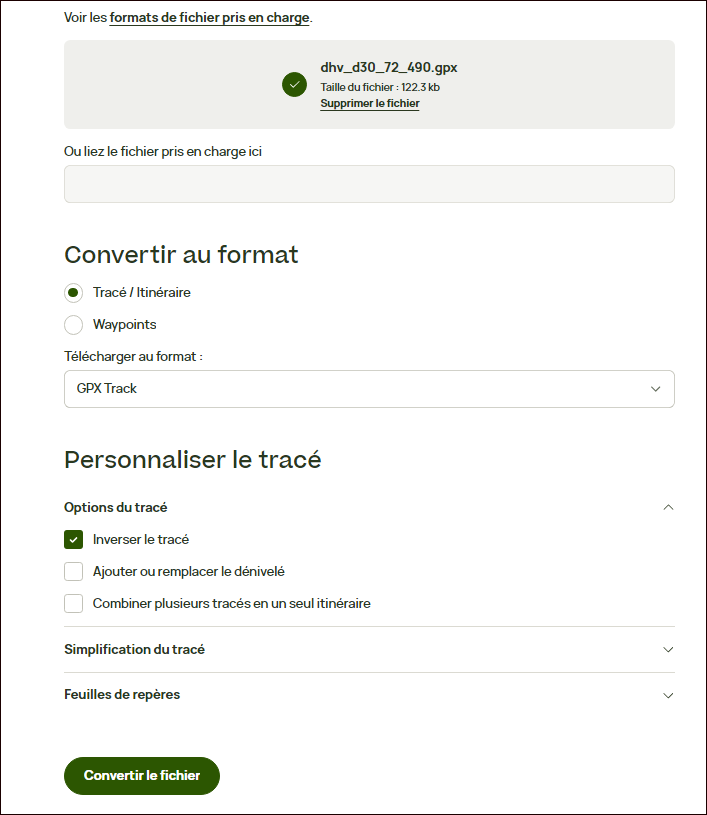 Voir les formats de fichier pris en charge.
dhv_d30_72_490.gpx
Taille du fichier : 122.3 kb
Supprimer le fichier
Ou liez le fichier pris en charge ici
Convertir au format
Tracé / Itinéraire
Waypoints
Télécharger au format :
GPX Track
Personnaliser le tracé
Options du tracé
Inverser le tracé
Ajouter ou remplacer le dénivelé
Combiner plusieurs tracés en un seul itinéraire
Simplification du tracé
Feuilles de repères
Convertir le fichier